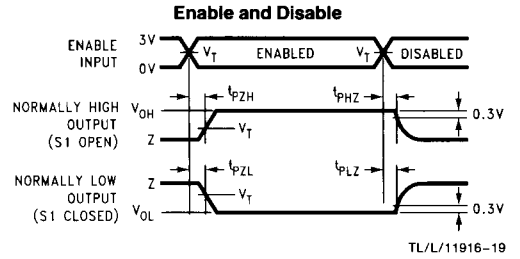 Enable and Disable
ENABLE INPUT 3V 0V V_T ENABLED V_T DISABLED
t_PZH t_PHZ
NORMALLY HIGH OUTPUT (S1 OPEN) V_OH Z V_T 0.3V
t_PZL t_PLZ
NORMALLY LOW OUTPUT (S1 CLOSED) Z V_OL V_T 0.3V
TL/L/11916-19